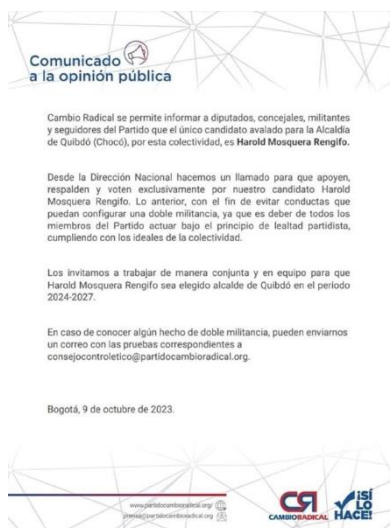 Comunicado
a la opinión pública
Cambio Radical se permite informar a diputados, concejales, militantes
y seguidores del Partido que el único candidato avalado para la Alcaldía
de Quibdó (Chocó), por esta colectividad, es Harold Mosquera Rengifo.
Desde la Dirección Nacional hacemos un llamado para que apoyen,
respalden y voten exclusivamente por nuestro candidato Harold
Mosquera Rengifo. Lo anterior, con el fin de evitar conductas que
puedan configurar una doble militancia, ya que es deber de todos los
miembros del Partido actuar bajo el principio de lealtad partidista,
cumpliendo con los ideales de la colectividad.
Los invitamos a trabajar de manera conjunta y en equipo para que
Harold Mosquera Rengifo sea elegido alcalde de Quibdó en el periodo
2024-2027.
En caso de conocer algún hecho de doble militancia, pueden enviarnos
un correo con las pruebas correspondientes a
consejocontroletico@partidocambioradical.org.
Bogotá, 9 de octubre de 2023.
www.partidocambioradical.org
prensa@partidocambioradical.org
CR
CAMBIO RADICAL
¡SÍ
LO
HACE!